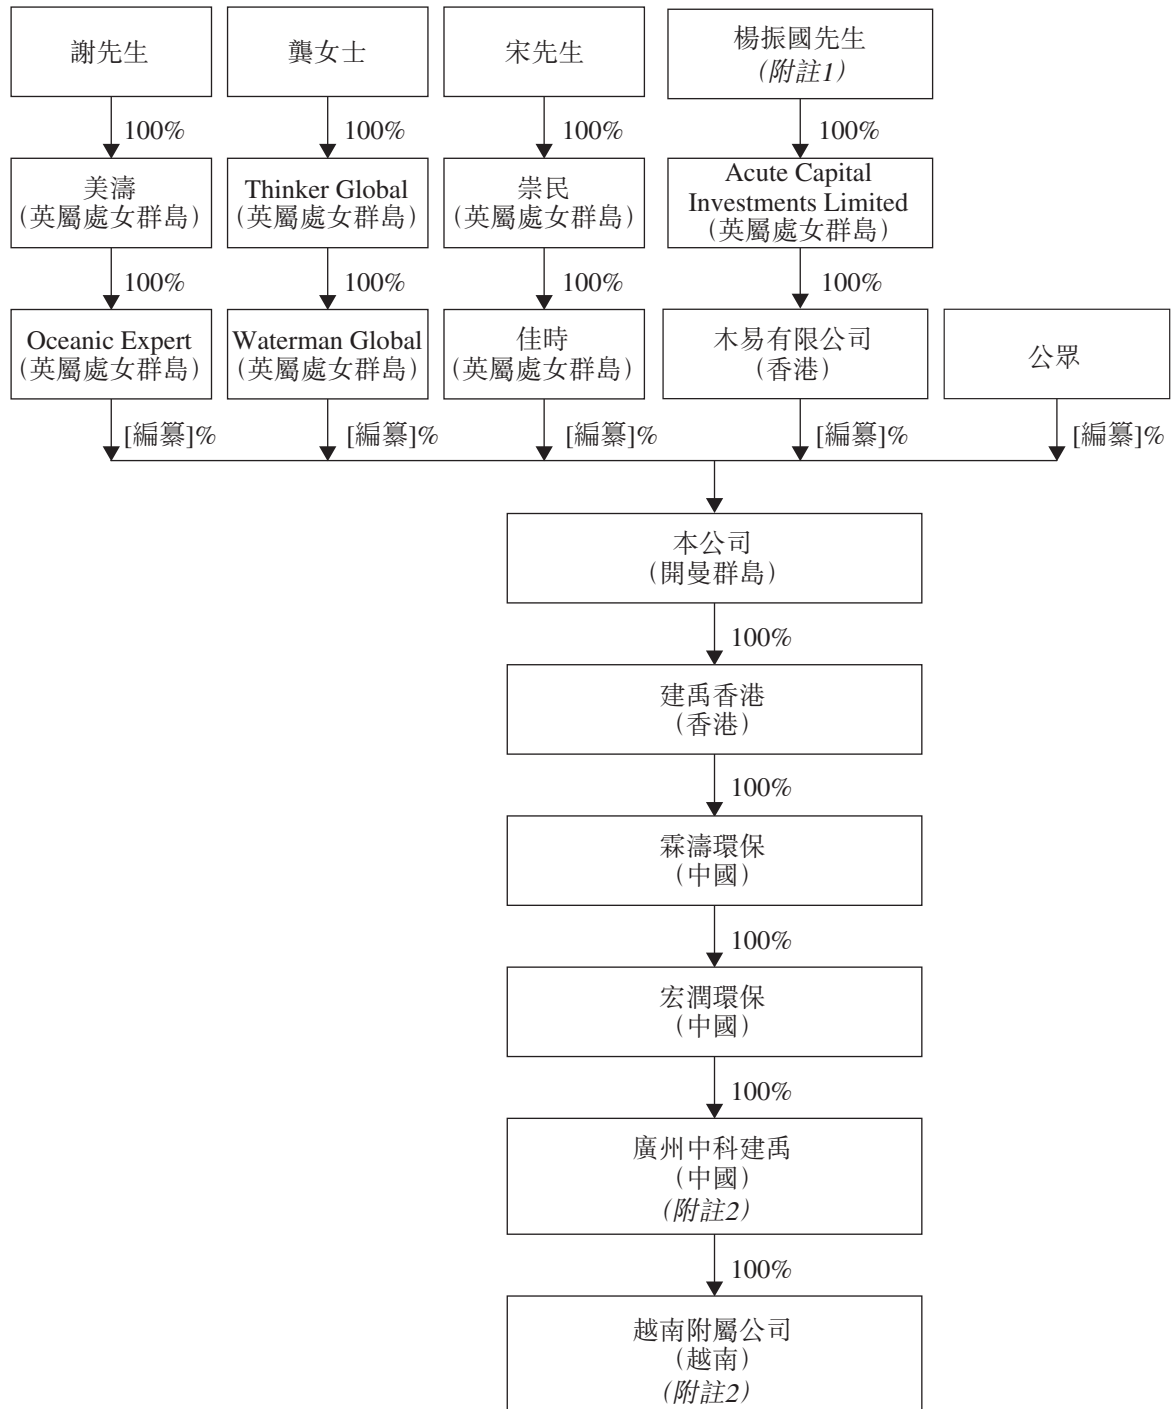 謝先生
龔女士
宋先生
楊振國先生
（附註1）
100%
100%
100%
100%
美濤
（英屬處女群島）
Thinker Global
（英屬處女群島）
崇民
（英屬處女群島）
Acute Capital
Investments Limited
（英屬處女群島）
100%
100%
100%
100%
Oceanic Expert
（英屬處女群島）
Waterman Global
（英屬處女群島）
佳時
（英屬處女群島）
木易有限公司
（香港）
公眾
[編纂]%
[編纂]%
[編纂]%
[編纂]%
[編纂]%
本公司
（開曼群島）
100%
建禹香港
（香港）
100%
霖濤環保
（中國）
100%
宏潤環保
（中國）
100%
廣州中科建禹
（中國）
（附註2）
100%
越南附屬公司
（越南）
（附註2）